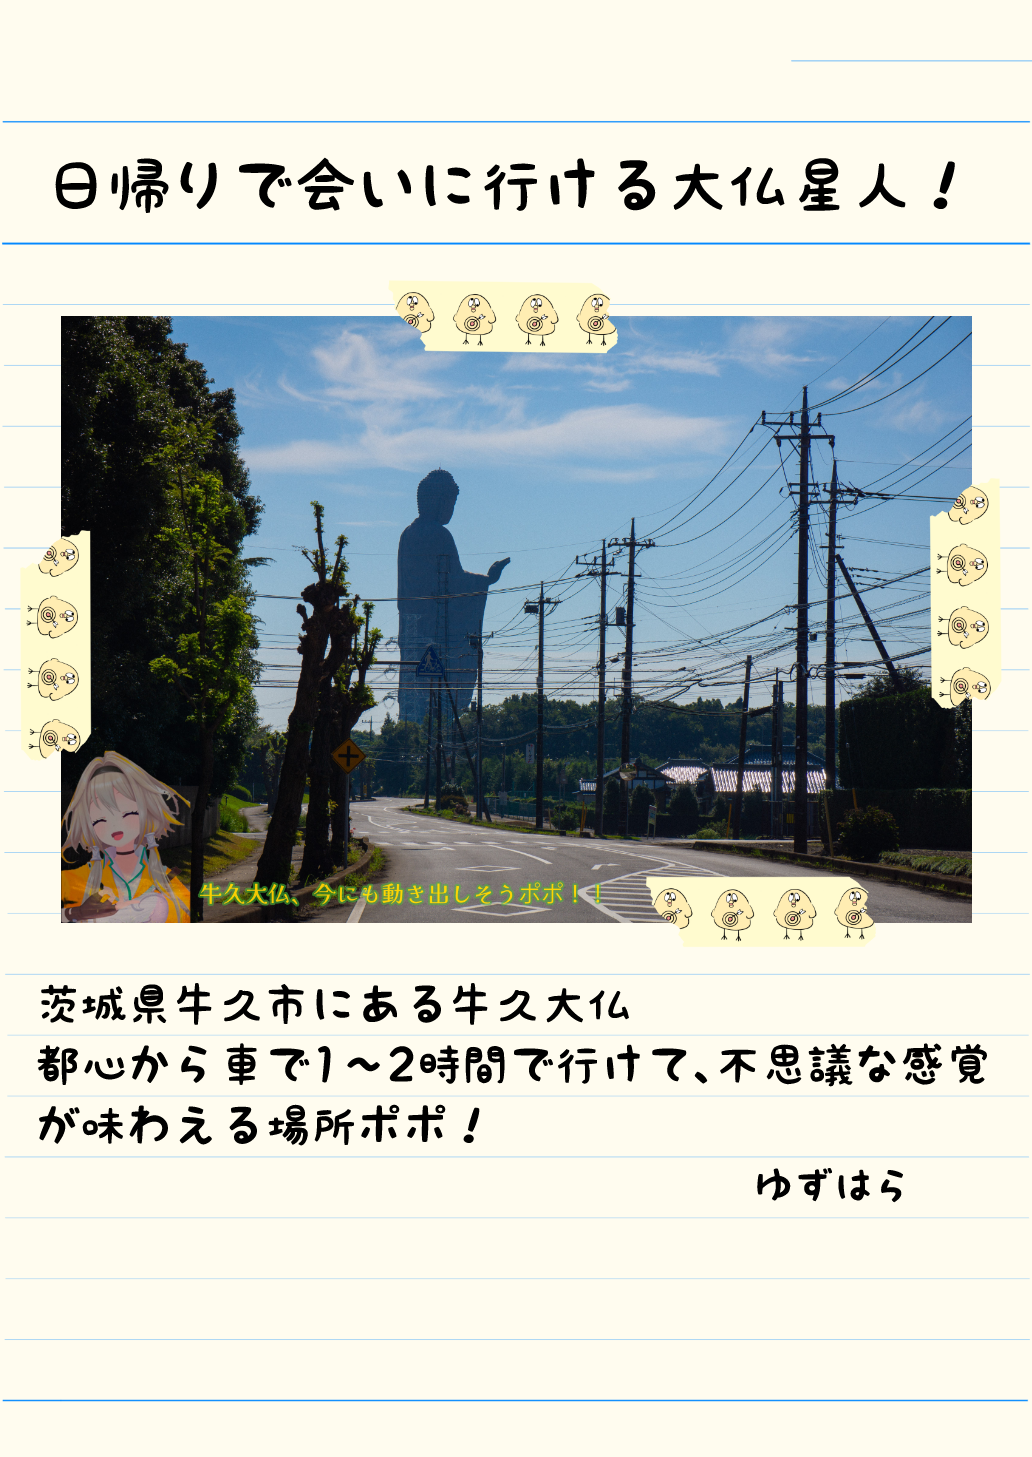 日帰りで会いに行ける大仏星人!
牛久大仏、今にも動き出しそうポポ！！
茨城県牛久市にある牛久大仏
都心から車で1～2時間で行けて、不思議な感覚
が味わえる場所ポポ!
ゆずはら